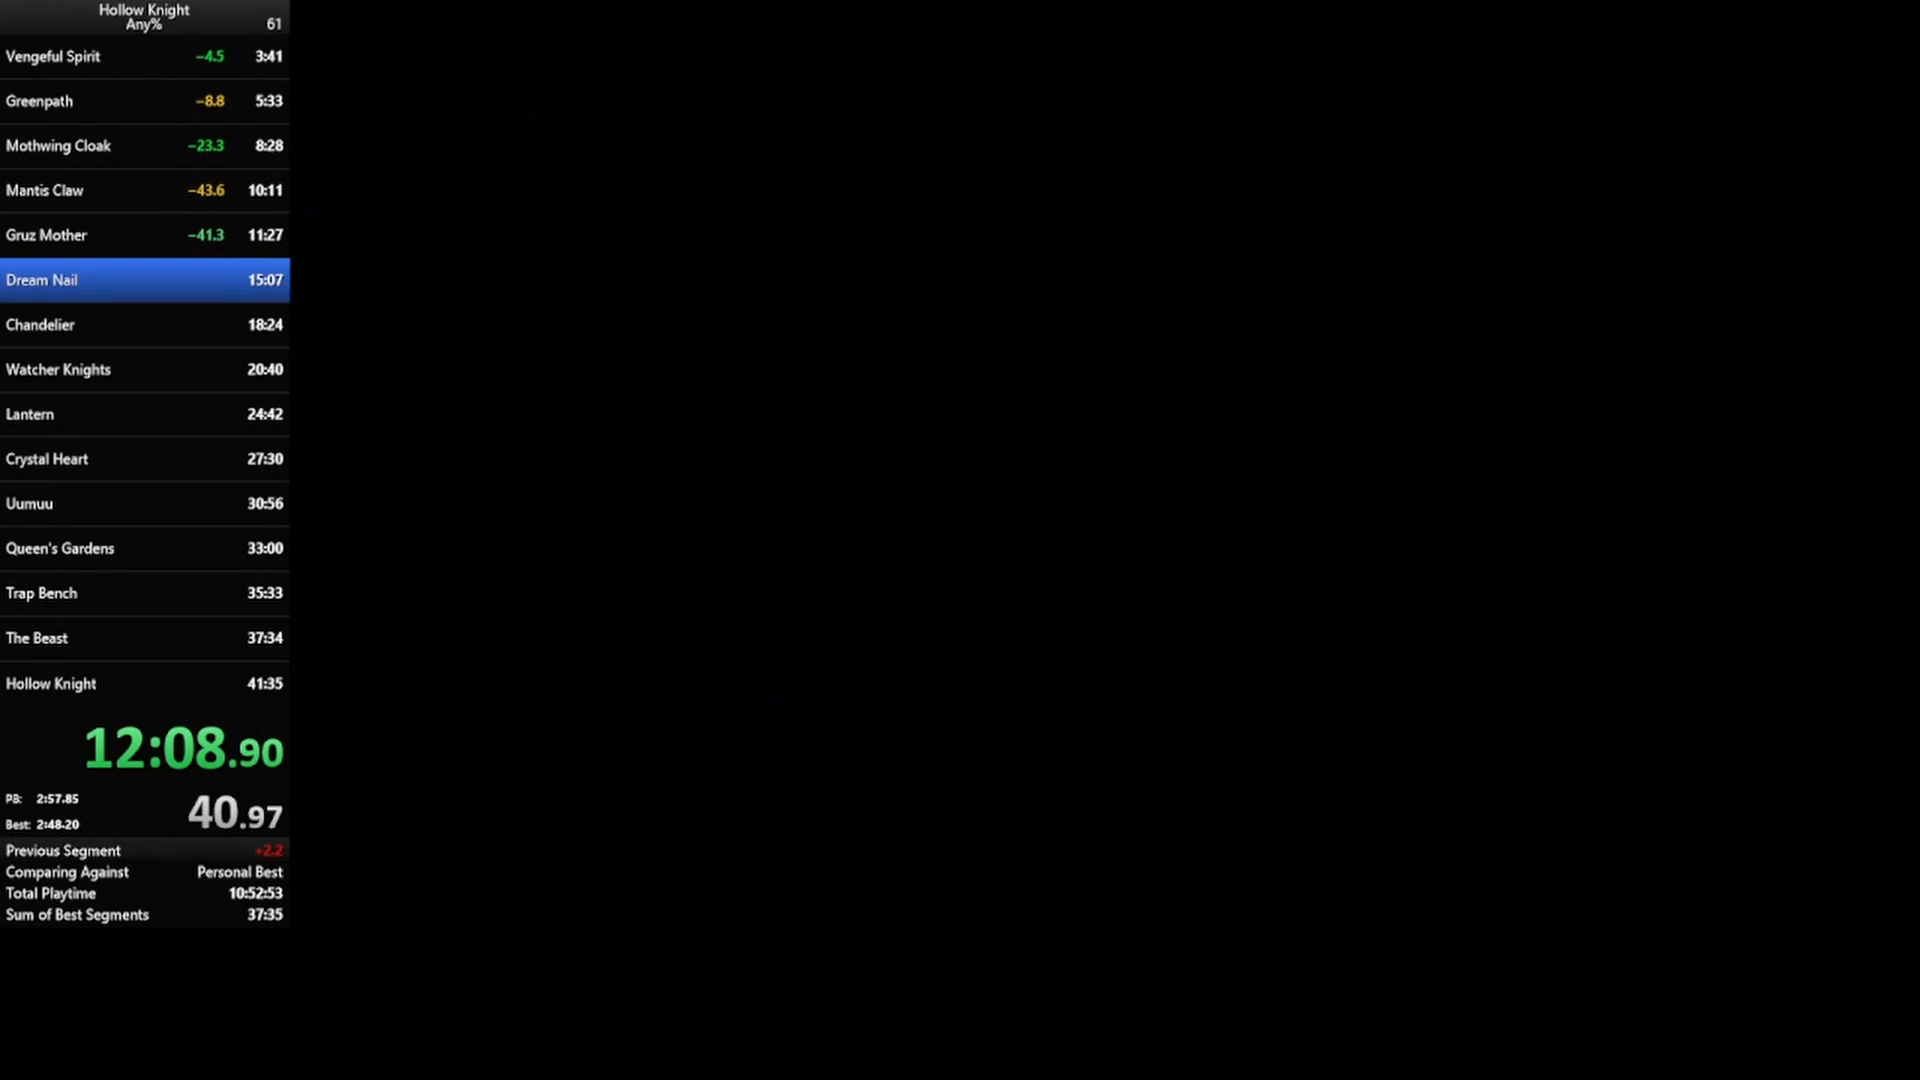 Hollow Knight
Any% 61
Vengeful Spirit −4.5 3:41
Greenpath −8.8 5:33
Mothwing Cloak −23.3 8:28
Mantis Claw −43.6 10:11
Gruz Mother −41.3 11:27
Dream Nail 15:07
Chandelier 18:24
Watcher Knights 20:40
Lantern 24:42
Crystal Heart 27:30
Uumuu 30:56
Queen's Gardens 33:00
Trap Bench 35:33
The Beast 37:34
Hollow Knight 41:35
12:08.90
PB: 2:57.85
40.97
Best: 2:48.20
Previous Segment +2.2
Comparing Against Personal Best
Total Playtime 10:52:53
Sum of Best Segments 37:35